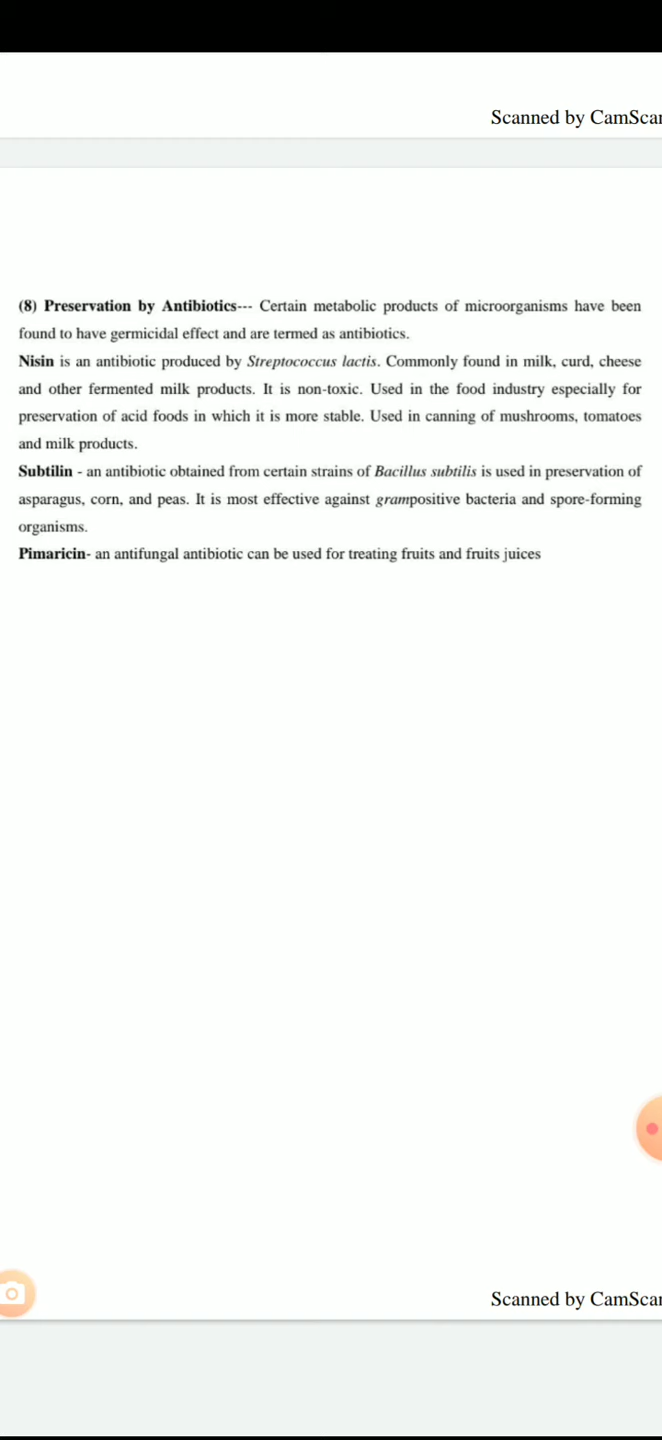 Scanned by CamScan
(8) Preservation by Antibiotics--- Certain metabolic products of microorganisms have been
found to have germicidal effect and are termed as antibiotics.
Nisin is an antibiotic produced by Streptococcus lactis. Commonly found in milk, curd, cheese
and other fermented milk products. It is non-toxic. Used in the food industry especially for
preservation of acid foods in which it is more stable. Used in canning of mushrooms, tomatoes
and milk products.
Subtilin - an antibiotic obtained from certain strains of Bacillus subtilis is used in preservation of
asparagus, corn, and peas. It is most effective against grampositive bacteria and spore-forming
organisms.
Pimaricin- an antifungal antibiotic can be used for treating fruits and fruits juices
Scanned by CamScan